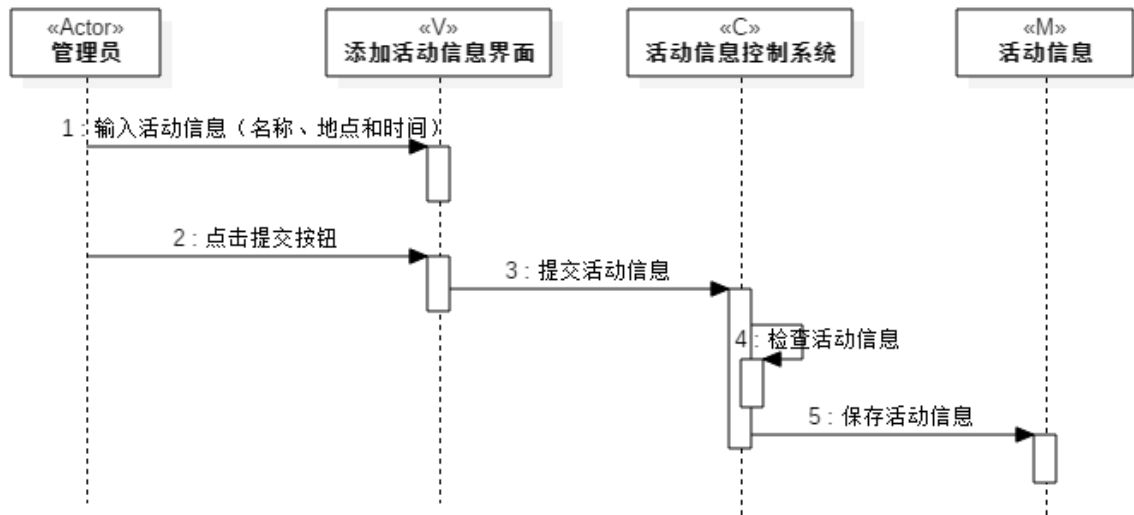 «Actor»
管理员
«V»
添加活动信息界面
«C»
活动信息控制系统
«M»
活动信息
1 : 输入活动信息（名称、地点和时间）
2 : 点击提交按钮
3 : 提交活动信息
4 : 检查活动信息
5 : 保存活动信息